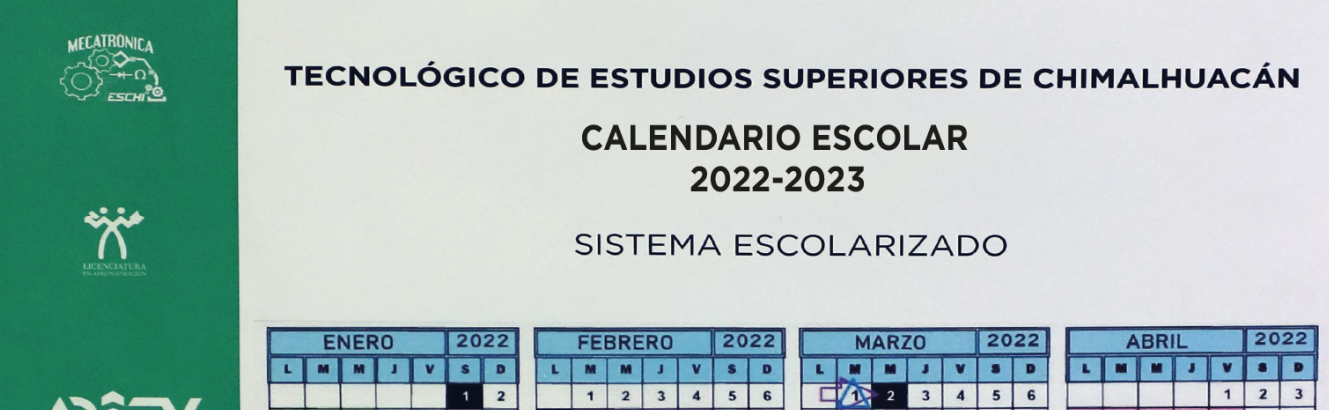 MECATRÓNICA
ESCHI
TECNOLÓGICO DE ESTUDIOS SUPERIORES DE CHIMALHUACÁN
CALENDARIO ESCOLAR
2022-2023
LICENCIATURA
EN ADMINISTRACIÓN
SISTEMA ESCOLARIZADO
ENERO 2022 FEBRERO 2022 MARZO 2022 ABRIL 2022
L M M J V S D L M M J V S D L M M J V S D L M M J V S D
1 2 1 2 3 4 5 6 1 2 3 4 5 6 1 2 3